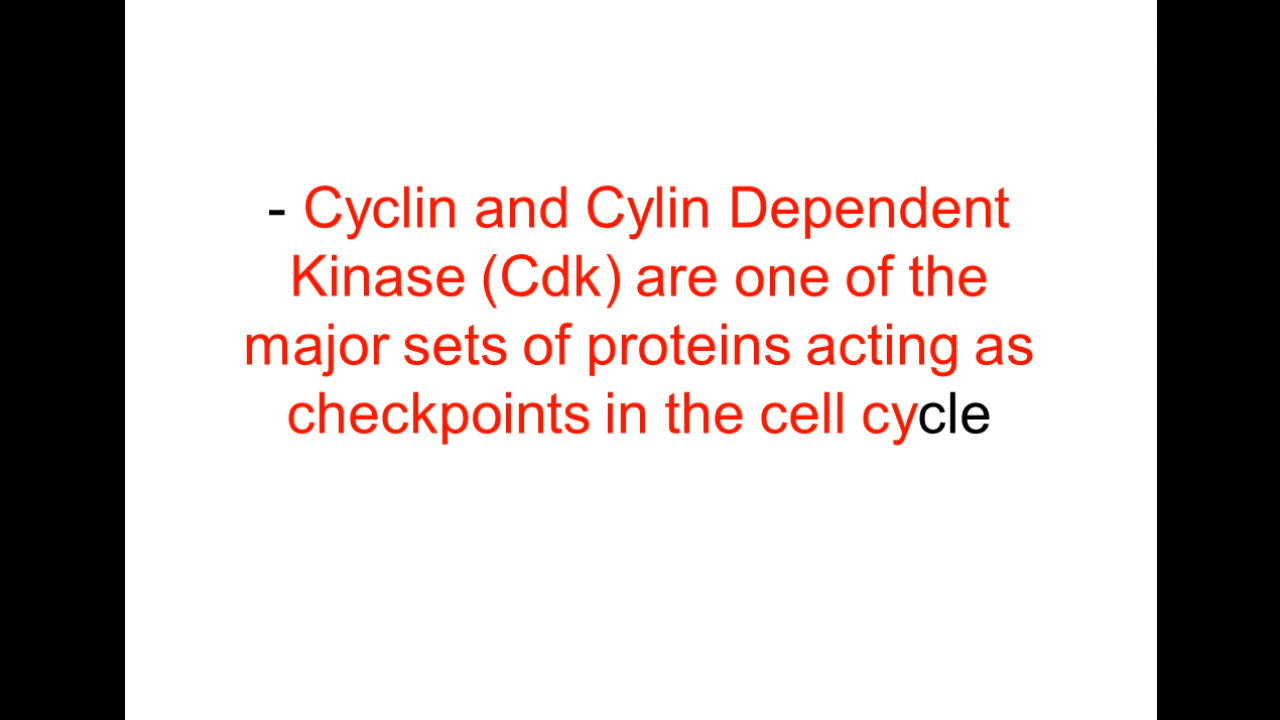 - Cyclin and Cylin Dependent
Kinase (Cdk) are one of the
major sets of proteins acting as
checkpoints in the cell cycle